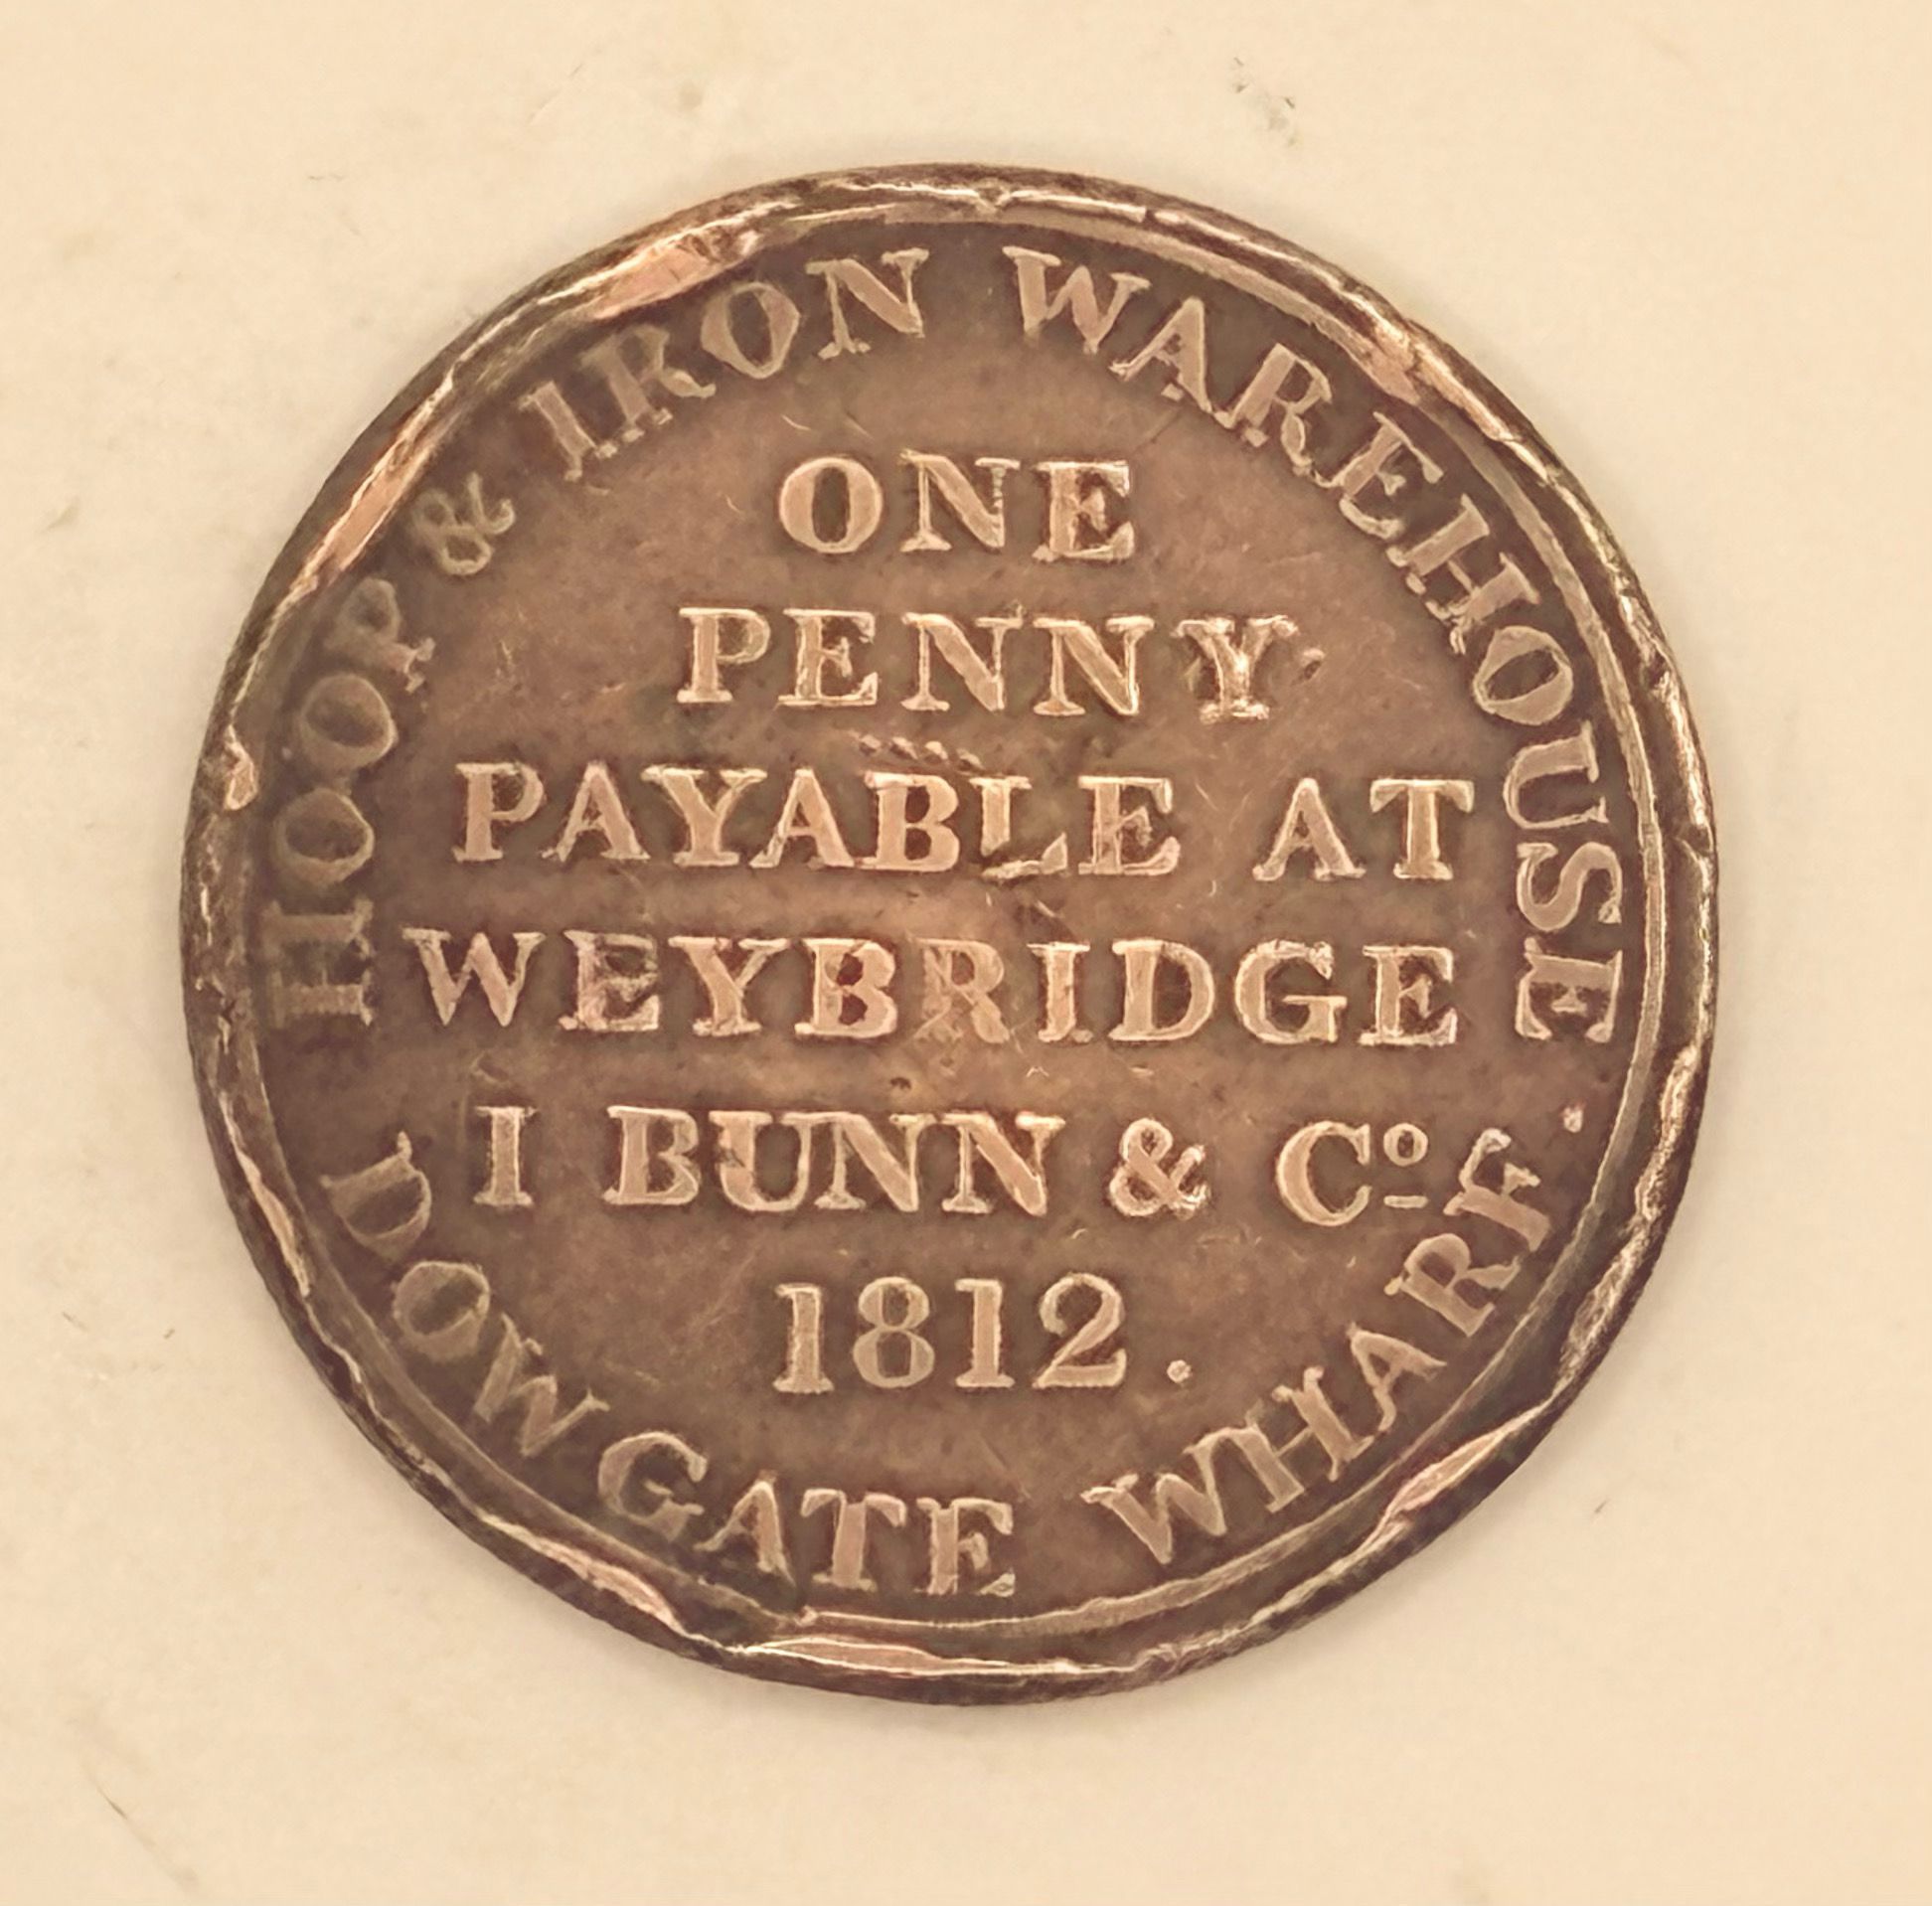 HOOP & IRON WAREHOUSE
ONE
PENNY.
PAYABLE AT
WEYBRIDGE
I BUNN & Cº
1812.
DOWGATE WHARF.